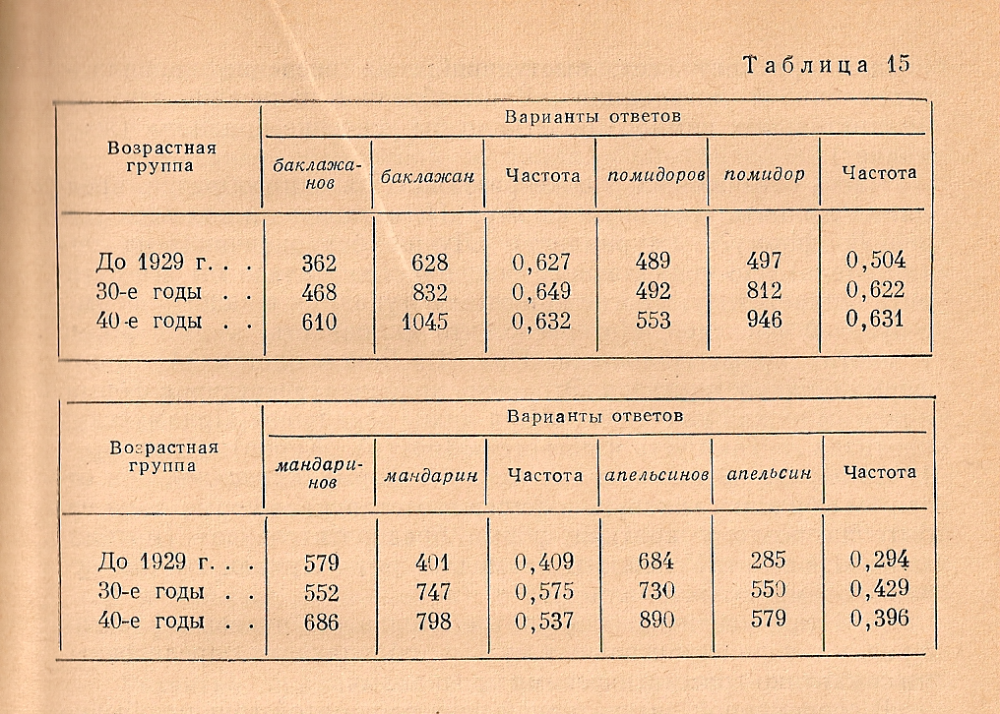 Таблица 15
Варианты ответов
Возрастная группа
баклажа-
нов
баклажан Частота помидоров помидор Частота
До 1929 г. . . 362 628 0,627 489 497 0,504
30-е годы . . 468 832 0,649 492 812 0,622
40-е годы . . 610 1045 0,632 553 946 0,631
Варианты ответов
Возрастная группа
мандари-
нов
мандарин Частота апельсинов апельсин Частота
До 1929 г. . . 579 401 0,409 684 285 0,294
30-е годы . . 552 747 0,575 730 550 0,429
40-е годы . . 686 798 0,537 890 579 0,396